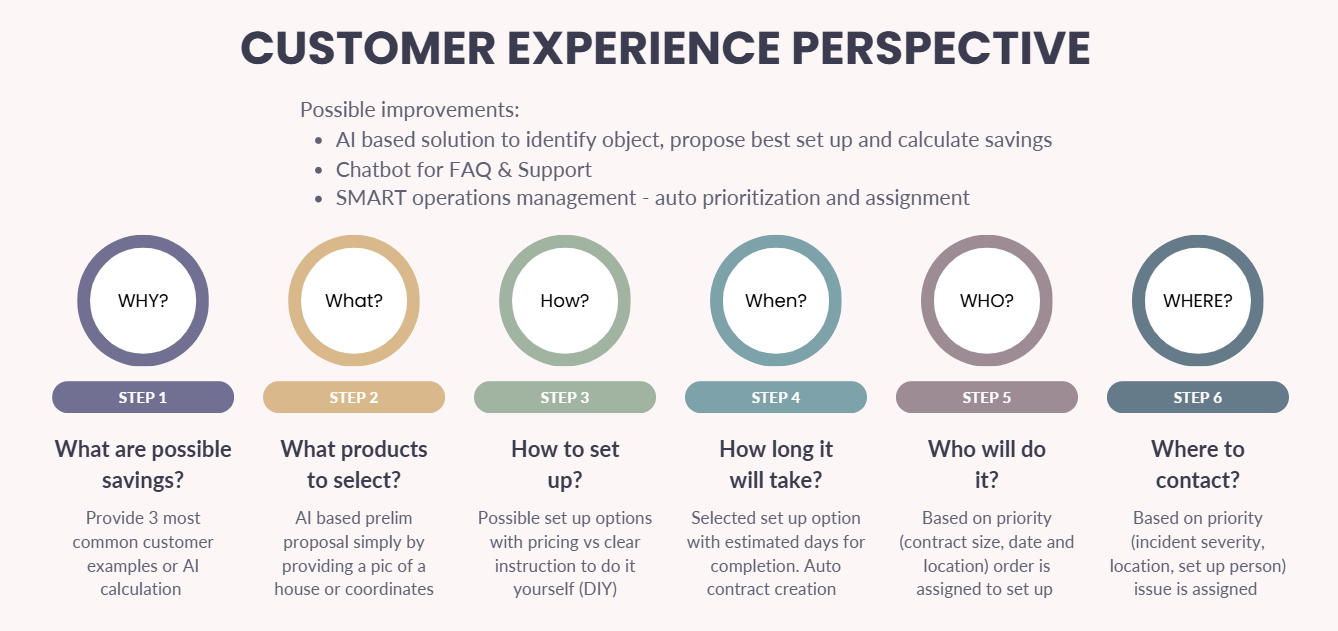 CUSTOMER EXPERIENCE PERSPECTIVE
Possible improvements:
• AI based solution to identify object, propose best set up and calculate savings
• Chatbot for FAQ & Support
• SMART operations management - auto prioritization and assignment
WHY?
STEP 1
What are possible
savings?
Provide 3 most
common customer
examples or AI
calculation
What?
STEP 2
What products
to select?
AI based prelim
proposal simply by
providing a pic of a
house or coordinates
How?
STEP 3
How to set
up?
Possible set up options
with pricing vs clear
instruction to do it
yourself (DIY)
When?
STEP 4
How long it
will take?
Selected set up option
with estimated days for
completion. Auto
contract creation
WHO?
STEP 5
Who will do
it?
Based on priority
(contract size, date and
location) order is
assigned to set up
WHERE?
STEP 6
Where to
contact?
Based on priority
(incident severity,
location, set up person)
issue is assigned